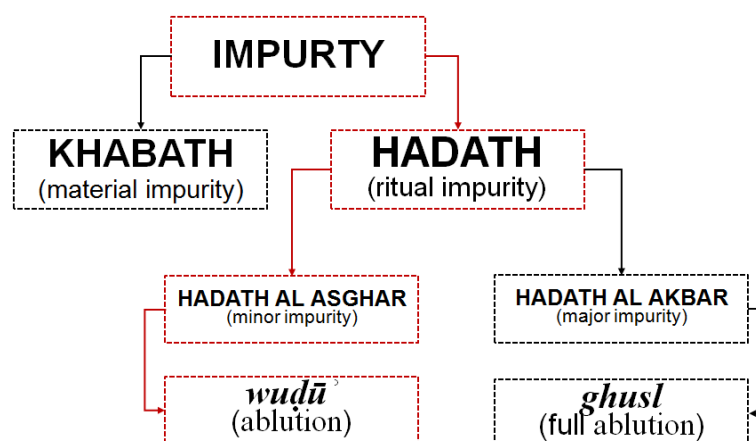 IMPURTY
KHABATH
(material impurity)
HADATH
(ritual impurity)
HADATH AL ASGHAR
(minor impurity)
HADATH AL AKBAR
(major impurity)
wuḍūʾ
(ablution)
ghusl
(full ablution)